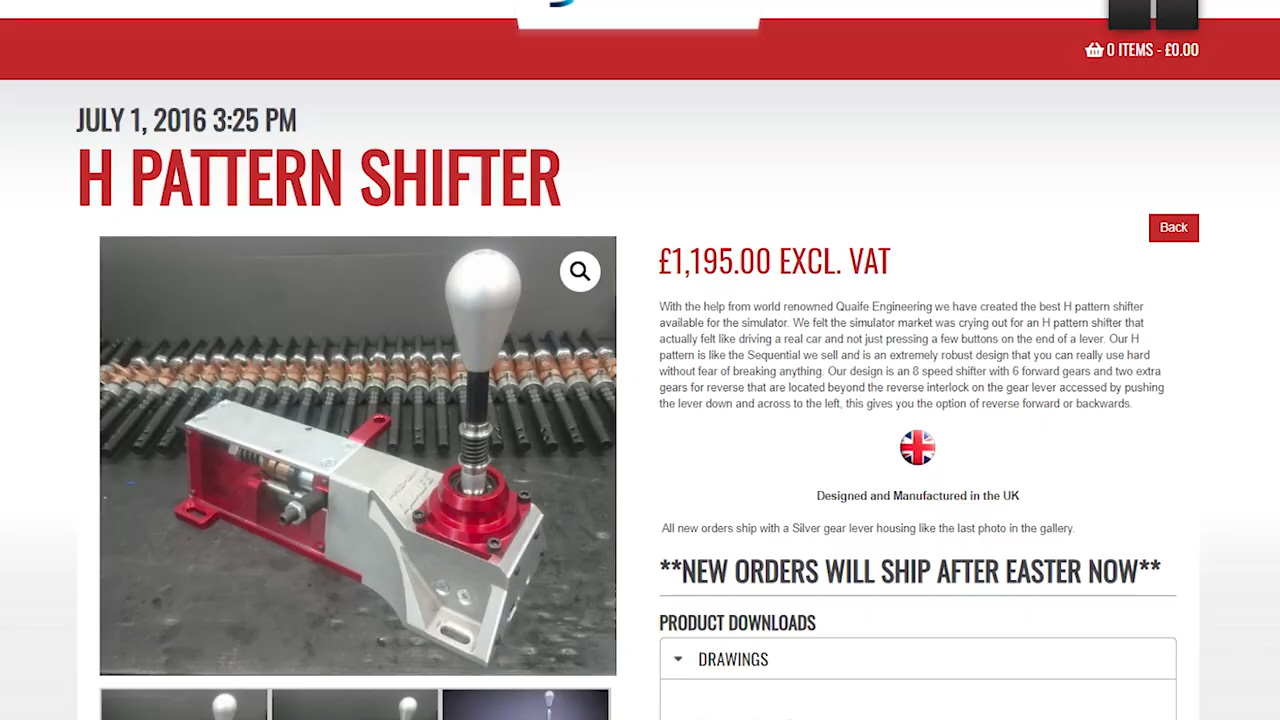 0 ITEMS - £0.00
JULY 1, 2016 3:25 PM
H PATTERN SHIFTER
Back
£1,195.00 EXCL. VAT
With the help from world renowned Quaife Engineering we have created the best H pattern shifter
available for the simulator. We felt the simulator market was crying out for an H pattern shifter that
actually felt like driving a real car and not just pressing a few buttons on the end of a lever. Our H
pattern is like the Sequential we sell and is an extremely robust design that you can really use hard
without fear of breaking anything. Our design is an 8 speed shifter with 6 forward gears and two extra
gears for reverse that are located beyond the reverse interlock on the gear lever accessed by pushing
the lever down and across to the left, this gives you the option of reverse forward or backwards.
Designed and Manufactured in the UK
All new orders ship with a Silver gear lever housing like the last photo in the gallery.
**NEW ORDERS WILL SHIP AFTER EASTER NOW**
PRODUCT DOWNLOADS
DRAWINGS